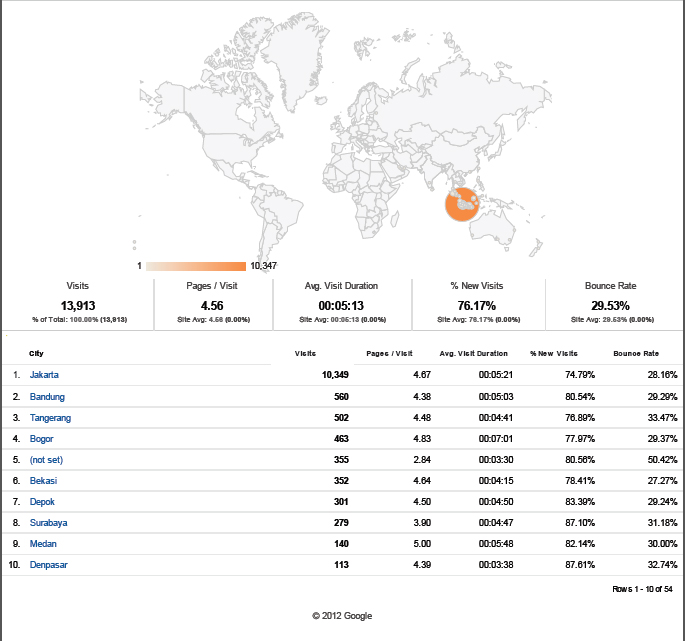 1 10,347
Visits Pages / Visit Avg. Visit Duration % New Visits Bounce Rate
13,913 4.56 00:05:13 76.17% 29.53%
% of Total: 100.00% (13,913) Site Avg: 4.56 (0.00%) Site Avg: 00:05:13 (0.00%) Site Avg: 76.17% (0.00%) Site Avg: 29.53% (0.00%)
City Visits Pages / Visit Avg. Visit Duration % New Visits Bounce Rate
1. Jakarta 10,349 4.67 00:05:21 74.79% 28.16%
2. Bandung 560 4.38 00:05:03 80.54% 29.29%
3. Tangerang 502 4.48 00:04:41 76.89% 33.47%
4. Bogor 463 4.83 00:07:01 77.97% 29.37%
5. (not set) 355 2.84 00:03:30 80.56% 50.42%
6. Bekasi 352 4.64 00:04:15 78.41% 27.27%
7. Depok 301 4.50 00:04:50 83.39% 29.24%
8. Surabaya 279 3.90 00:04:47 87.10% 31.18%
9. Medan 140 5.00 00:05:48 82.14% 30.00%
10. Denpasar 113 4.39 00:03:38 87.61% 32.74%
Rows 1 - 10 of 54
© 2012 Google